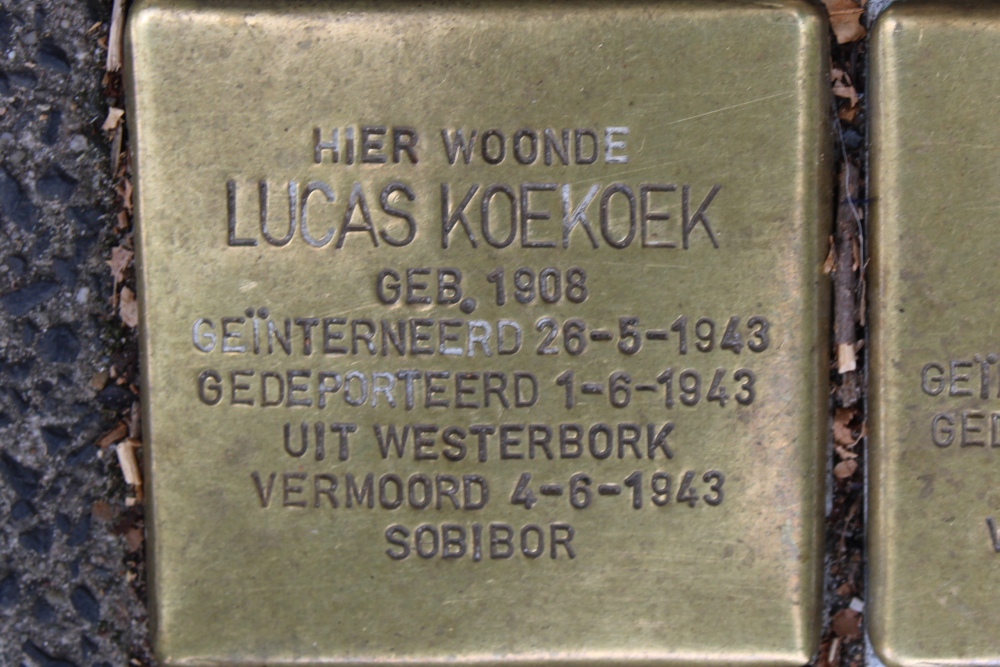 HIER WOONDE
LUCAS KOEKOEK
GEB. 1908
GEÏNTERNEERD 26-5-1943
GEDEPORTEERD 1-6-1943
UIT WESTERBORK
VERMOORD 4-6-1943
SOBIBOR